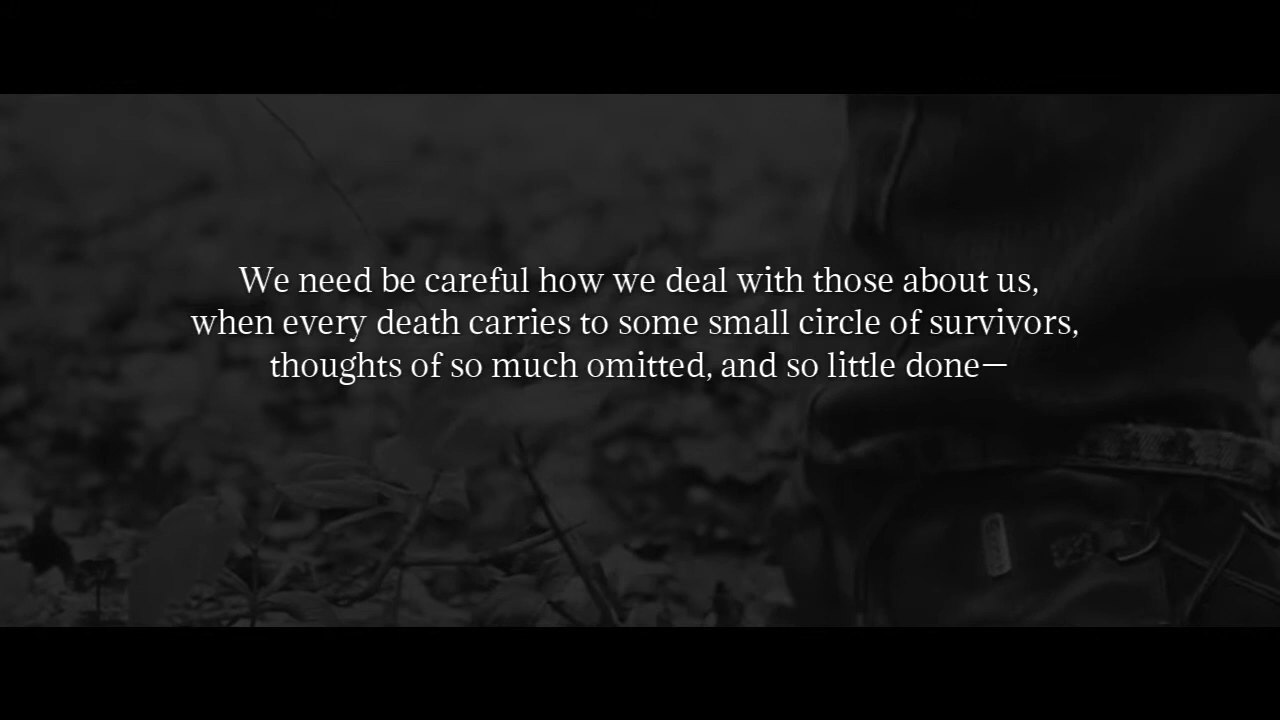 We need be careful how we deal with those about us,
when every death carries to some small circle of survivors,
thoughts of so much omitted, and so little done—